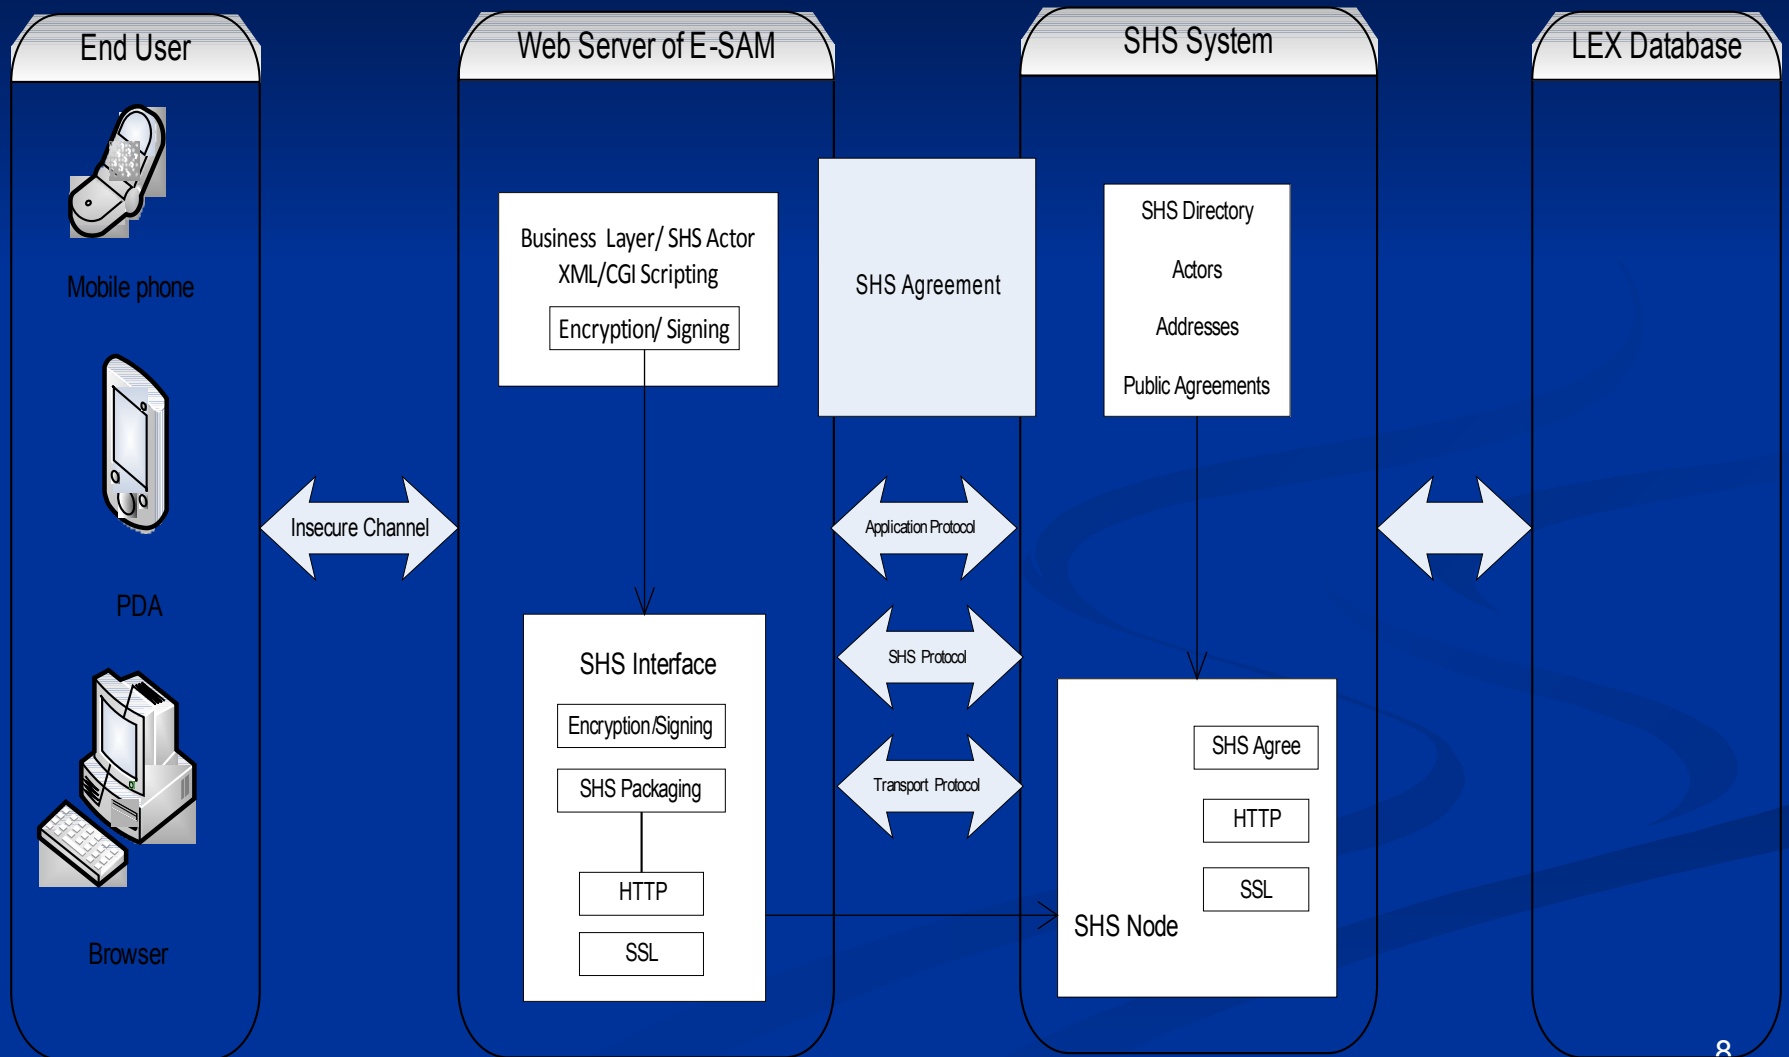 End User
Mobile phone
PDA
Browser
Insecure Channel
Web Server of E-SAM
Business Layer/ SHS Actor
XML/CGI Scripting
Encryption/ Signing
SHS Interface
Encryption/Signing
SHS Packaging
HTTP
SSL
SHS Agreement
Application Protocol
SHS Protocol
Transport Protocol
SHS System
SHS Directory
Actors
Addresses
Public Agreements
SHS Agree
HTTP
SSL
SHS Node
LEX Database
8